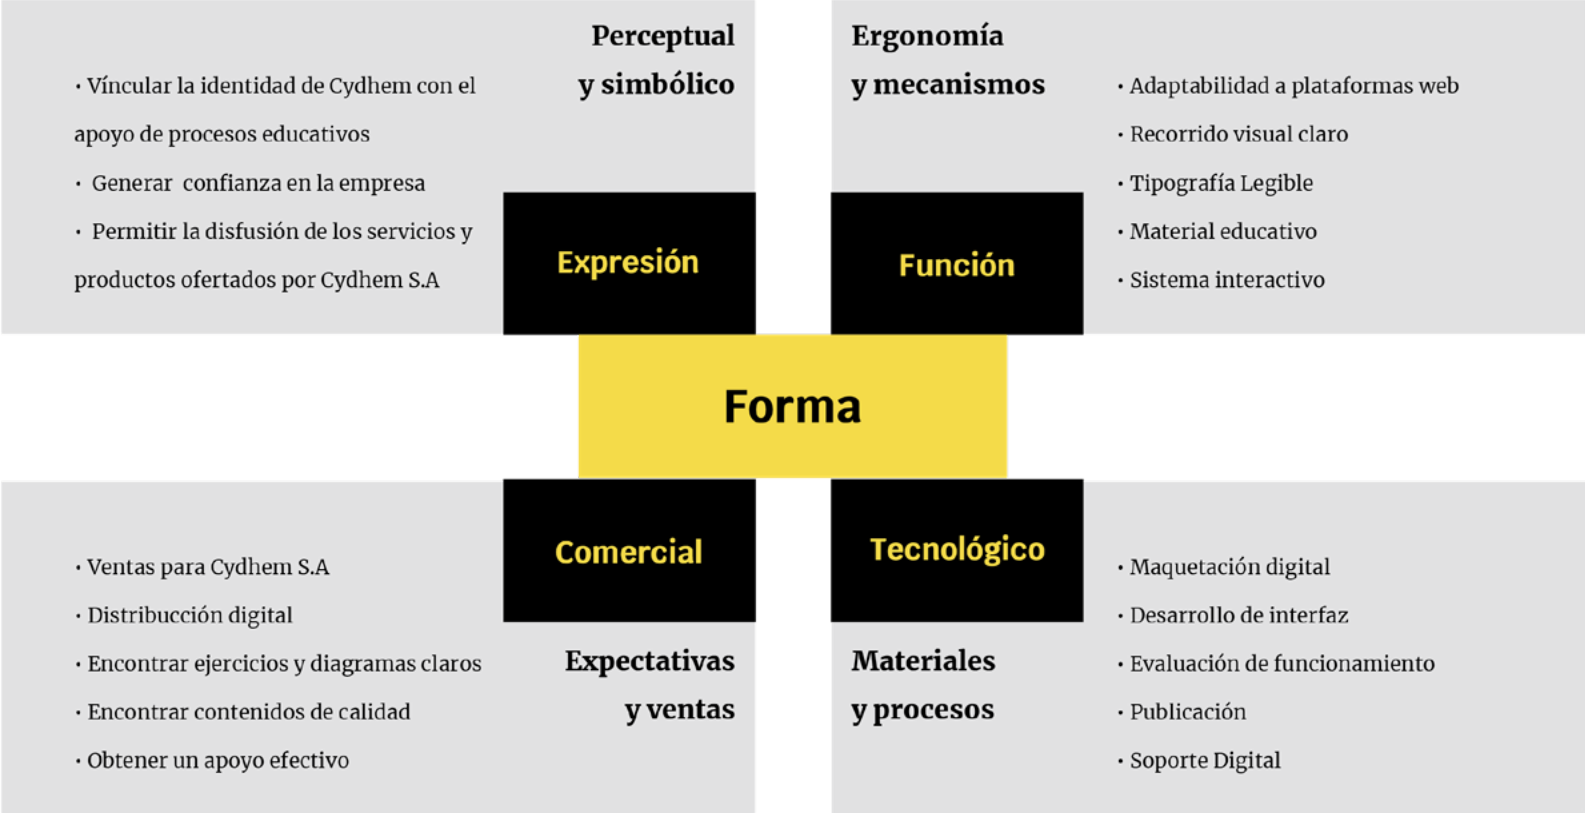 Perceptual
y simbólico
• Víncular la identidad de Cydhem con el
apoyo de procesos educativos
• Generar confianza en la empresa
• Permitir la disfusión de los servicios y
productos ofertados por Cydhem S.A
Expresión
Ergonomía
y mecanismos
• Adaptabilidad a plataformas web
• Recorrido visual claro
• Tipografía Legible
• Material educativo
• Sistema interactivo
Función
Forma
Comercial
• Ventas para Cydhem S.A
• Distribucción digital
• Encontrar ejercicios y diagramas claros
• Encontrar contenidos de calidad
• Obtener un apoyo efectivo
Expectativas
y ventas
Tecnológico
• Maquetación digital
• Desarrollo de interfaz
• Evaluación de funcionamiento
• Publicación
• Soporte Digital
Materiales
y procesos